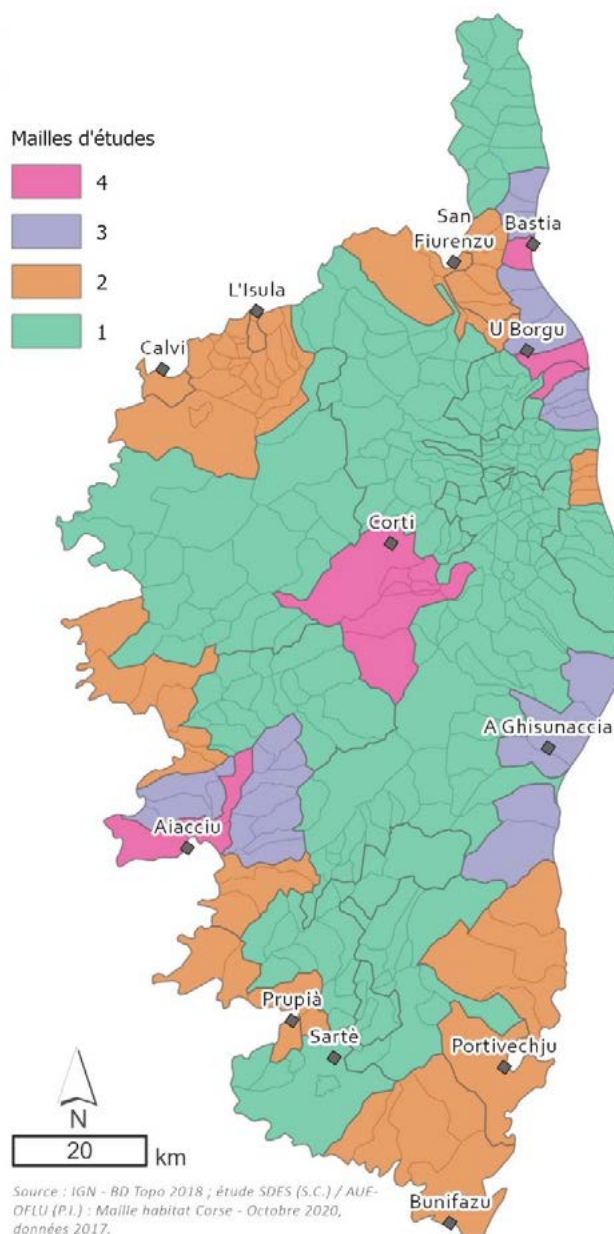 Mailles d'études
4
3
2
1
San
Fiurenzu
Bastia
L'Isula
U Borgu
Calvi
Corti
A Ghisunaccia
Aiacciu
Prupià
Sartè
Portivechju
Bunifazu
N
20
km
Source : IGN - BD Topo 2018 ; étude SDES (S.C.) / AUE-
OFLU (P.I.) : Maille habitat Corse - Octobre 2020,
données 2017.